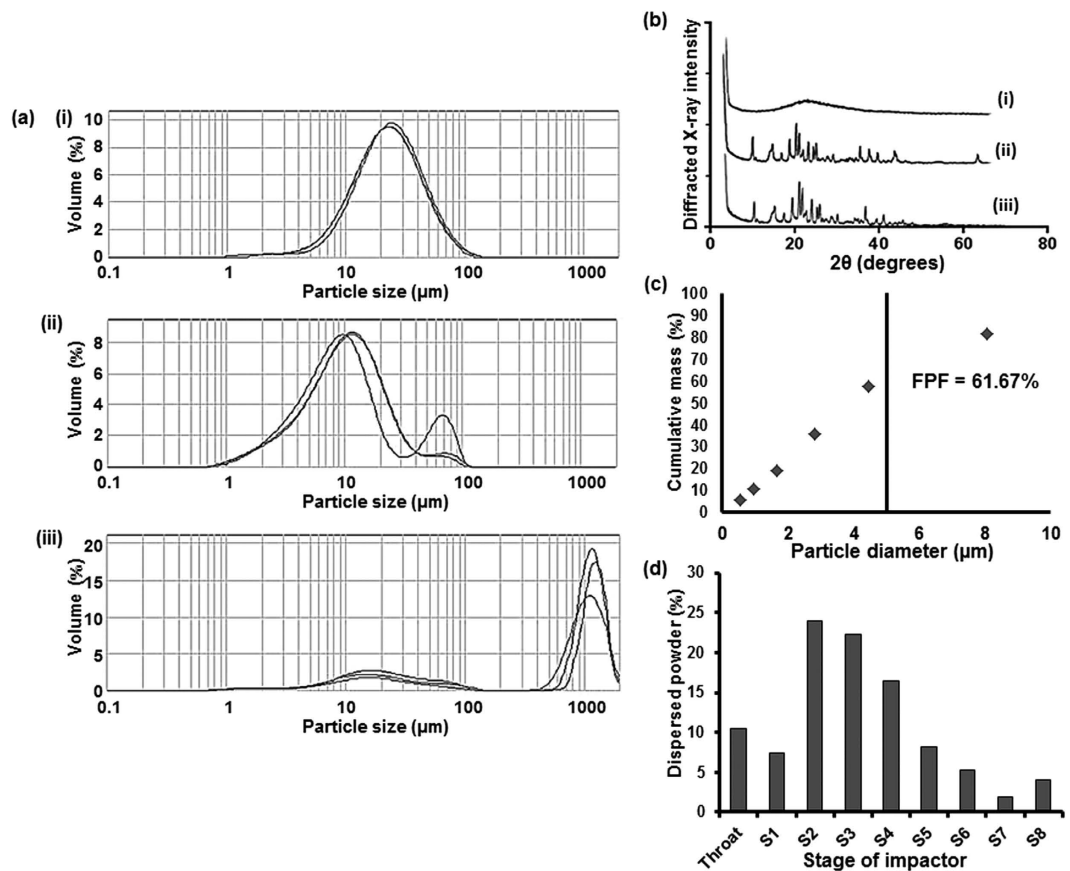 (a) (i)
Volume (%)
10
8
6
4
2
0
0.1 1 10 100 1000
Particle size (µm)
(ii)
Volume (%)
8
6
4
2
0
0.1 1 10 100 1000
Particle size (µm)
(iii)
Volume (%)
20
15
10
5
0
0.1 1 10 100 1000
Particle size (µm)
(b)
Diffracted X-ray intensity
(i)
(ii)
(iii)
0 20 40 60 80
2θ (degrees)
(c)
Cumulative mass (%)
100
90
80
70
60
50
40
30
20
10
0
FPF = 61.67%
0 2 4 6 8 10
Particle diameter (µm)
(d)
Dispersed powder (%)
30
25
20
15
10
5
0
Throat S1 S2 S3 S4 S5 S6 S7 S8
Stage of impactor